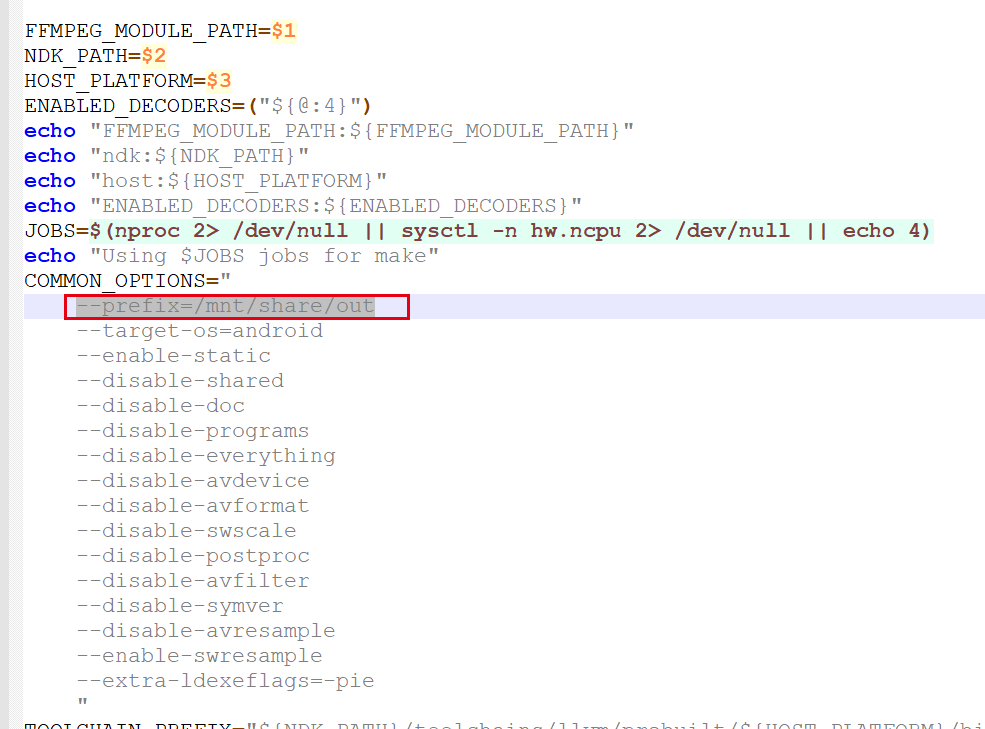 FFMPEG_MODULE_PATH=$1
NDK_PATH=$2
HOST_PLATFORM=$3
ENABLED_DECODERS=("${@:4}")
echo "FFMPEG_MODULE_PATH:${FFMPEG_MODULE_PATH}"
echo "ndk:${NDK_PATH}"
echo "host:${HOST_PLATFORM}"
echo "ENABLED_DECODERS:${ENABLED_DECODERS}"
JOBS=$(nproc 2> /dev/null || sysctl -n hw.ncpu 2> /dev/null || echo 4)
echo "Using $JOBS jobs for make"
COMMON_OPTIONS="
    --prefix=/mnt/share/out
    --target-os=android
    --enable-static
    --disable-shared
    --disable-doc
    --disable-programs
    --disable-everything
    --disable-avdevice
    --disable-avformat
    --disable-swscale
    --disable-postproc
    --disable-avfilter
    --disable-symver
    --disable-avresample
    --enable-swresample
    --extra-ldexeflags=-pie
    "
TOOLCHAIN_PREFIX="${NDK_PATH}/toolchains/llvm/prebuilt/${HOST_PLATFORM}/bi